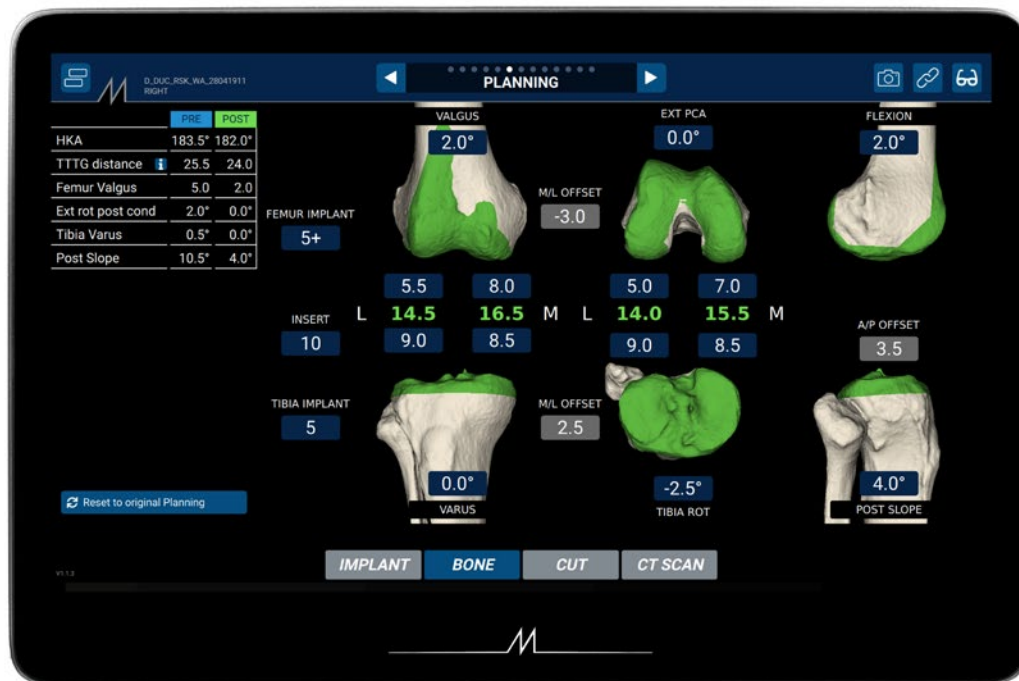 D_DUC_RSK_WA_28041911
RIGHT
PLANNING
PRE POST
HKA 183.5° 182.0°
TTTG distance i 25.5 24.0
Femur Valgus 5.0 2.0
Ext rot post cond 2.0° 0.0°
Tibia Varus 0.5° 0.0°
Post Slope 10.5° 4.0°
VALGUS
2.0°
EXT PCA
0.0°
FLEXION
2.0°
M/L OFFSET
-3.0
FEMUR IMPLANT
5+
5.5 8.0 5.0 7.0
L 14.5 16.5 M L 14.0 15.5 M
9.0 8.5 9.0 8.5
INSERT
10
A/P OFFSET
3.5
TIBIA IMPLANT
5
M/L OFFSET
2.5
0.0°
VARUS
-2.5°
TIBIA ROT
4.0°
POST SLOPE
Reset to original Planning
IMPLANT BONE CUT CT SCAN
V1.1.2